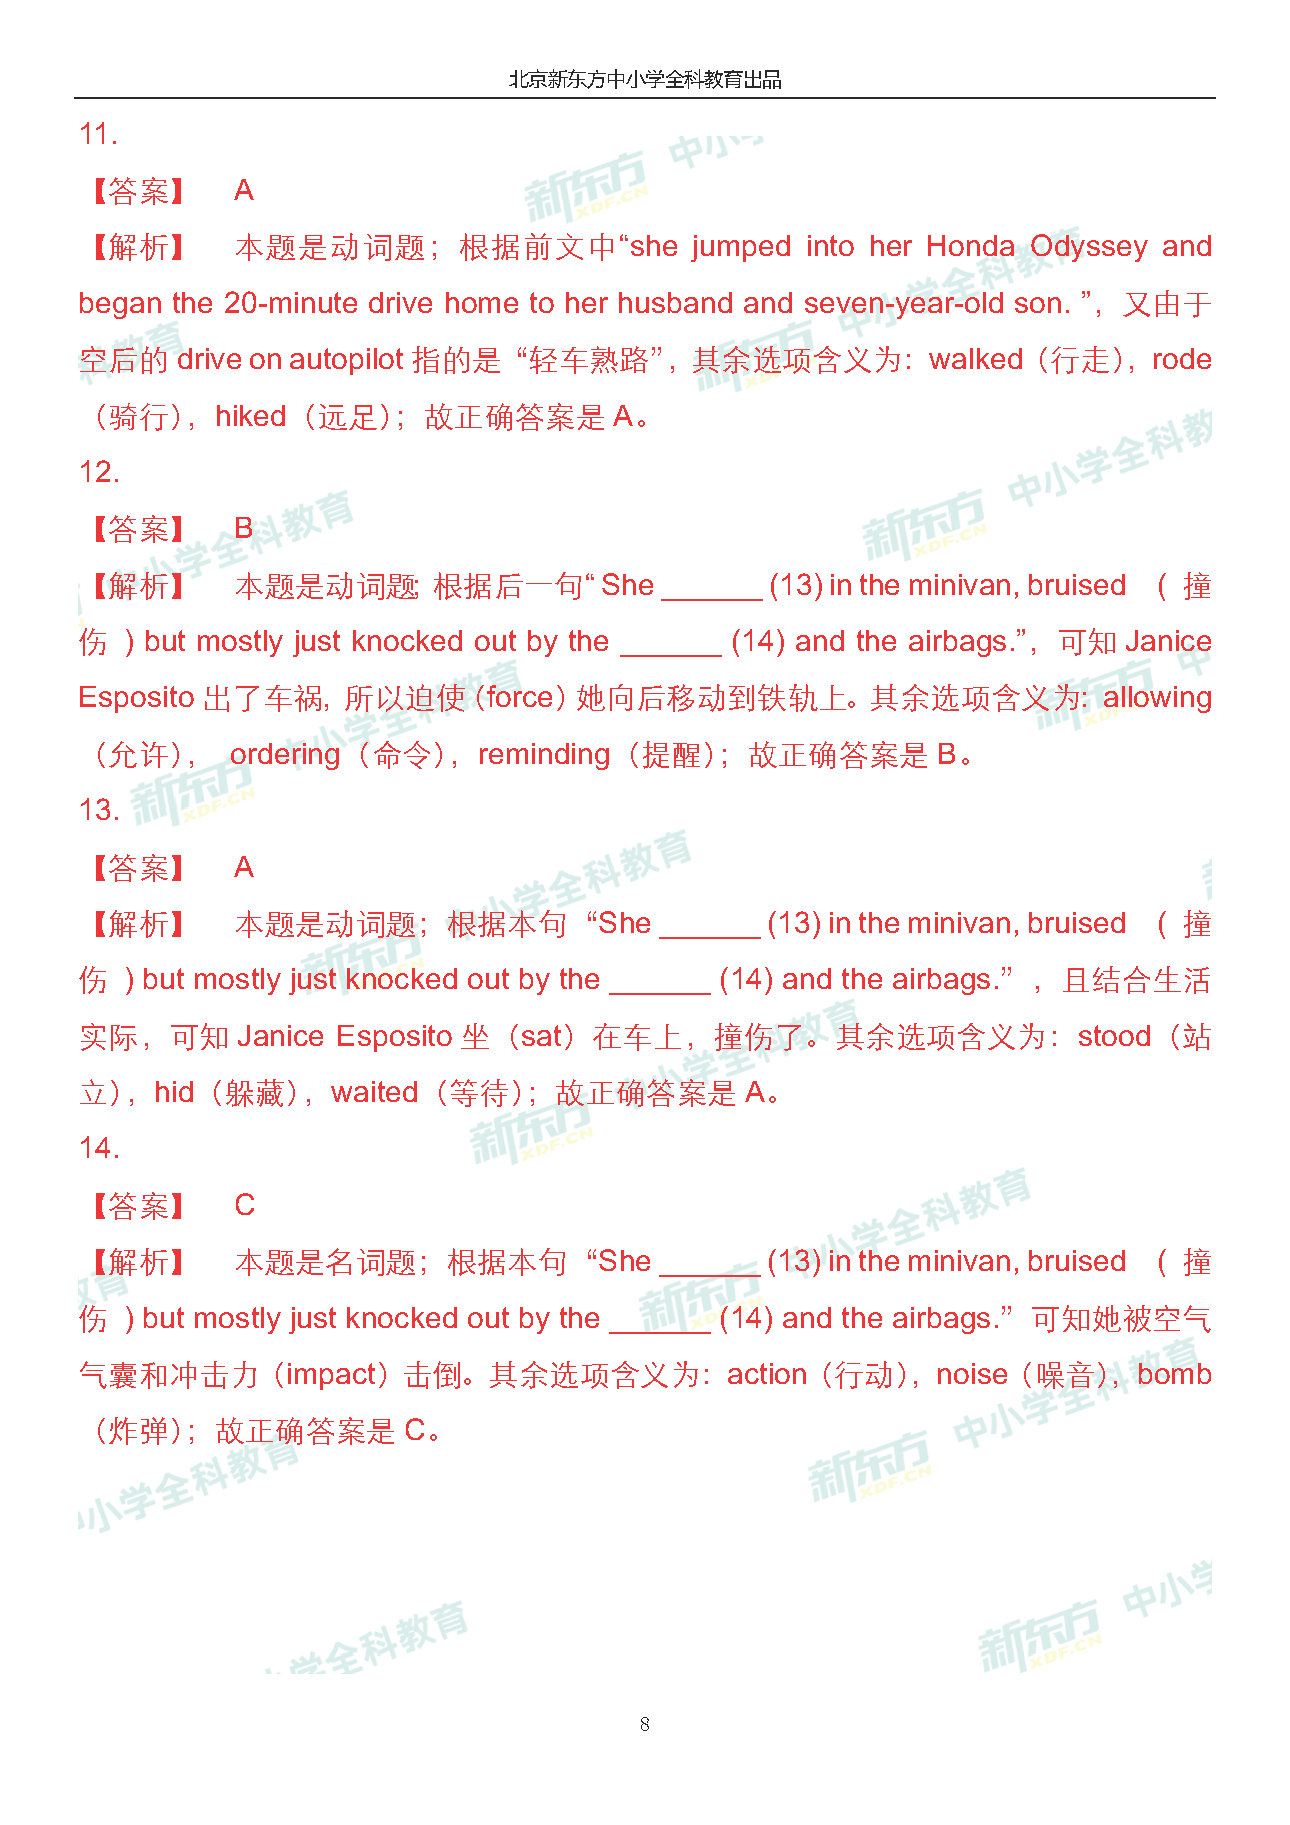 北京新东方中小学全科教育出品
11.
【答案】 A
【解析】 本题是动词题；根据前文中“she jumped into her Honda Odyssey and
began the 20-minute drive home to her husband and seven-year-old son. ”，又由于
空后的 drive on autopilot 指的是“轻车熟路”，其余选项含义为：walked（行走），rode
（骑行），hiked（远足）；故正确答案是 A。
12.
【答案】 B
【解析】 本题是动词题；根据后一句“ She ______ (13) in the minivan, bruised （ 撞
伤 ) but mostly just knocked out by the ______ (14) and the airbags.”，可知 Janice
Esposito 出了车祸，所以迫使（force）她向后移动到铁轨上。其余选项含义为：allowing
（允许）， ordering（命令），reminding（提醒）；故正确答案是 B。
13.
【答案】 A
【解析】 本题是动词题；根据本句 “She ______ (13) in the minivan, bruised （ 撞
伤 ) but mostly just knocked out by the ______ (14) and the airbags.” ，且结合生活
实际，可知 Janice Esposito 坐（sat）在车上，撞伤了。其余选项含义为：stood（站
立），hid（躲藏），waited（等待）；故正确答案是 A。
14.
【答案】 C
【解析】 本题是名词题；根据本句 “She ______ (13) in the minivan, bruised （ 撞
伤 ) but mostly just knocked out by the ______ (14) and the airbags.”可知她被空气
气囊和冲击力（impact）击倒。其余选项含义为：action（行动），noise（噪音），bomb
（炸弹）；故正确答案是 C。
8